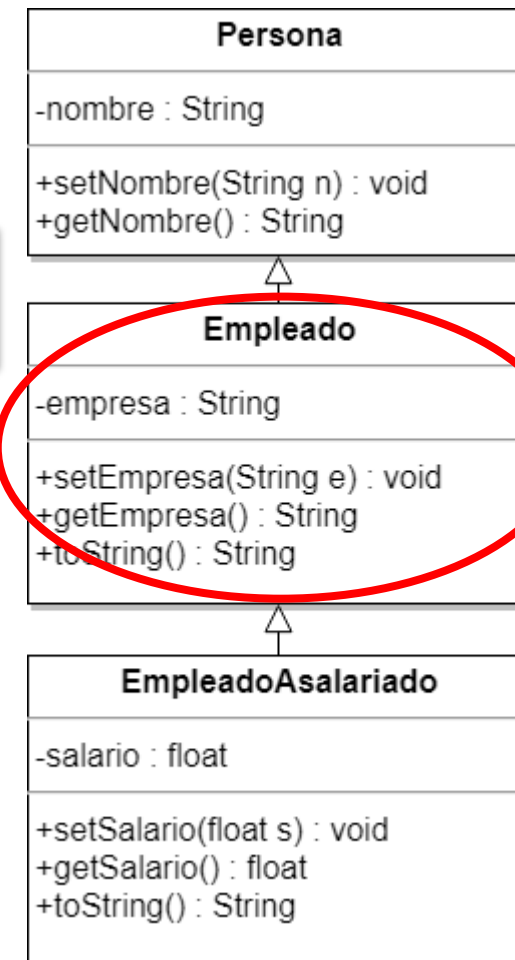 Persona
-nombre : String
+setNombre(String n) : void
+getNombre() : String
Empleado
-empresa : String
+setEmpresa(String e) : void
+getEmpresa() : String
+toString() : String
EmpleadoAsalariado
-salario : float
+setSalario(float s) : void
+getSalario() : float
+toString() : String